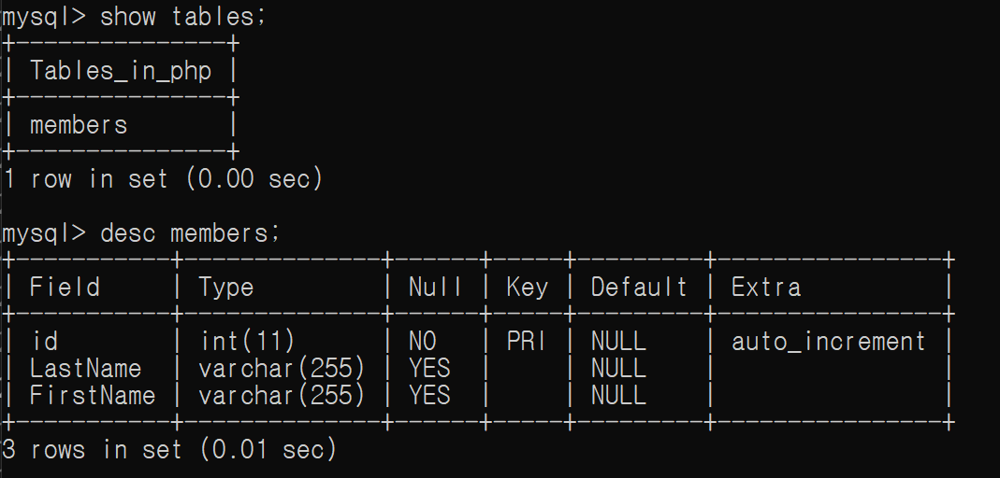 mysql> show tables;
+---------------+
| Tables_in_php |
+---------------+
| members       |
+---------------+
1 row in set (0.00 sec)

mysql> desc members;
+-----------+--------------+------+-----+---------+----------------+
| Field     | Type         | Null | Key | Default | Extra          |
+-----------+--------------+------+-----+---------+----------------+
| id        | int(11)      | NO   | PRI | NULL    | auto_increment |
| LastName  | varchar(255) | YES  |     | NULL    |                |
| FirstName | varchar(255) | YES  |     | NULL    |                |
+-----------+--------------+------+-----+---------+----------------+
3 rows in set (0.01 sec)